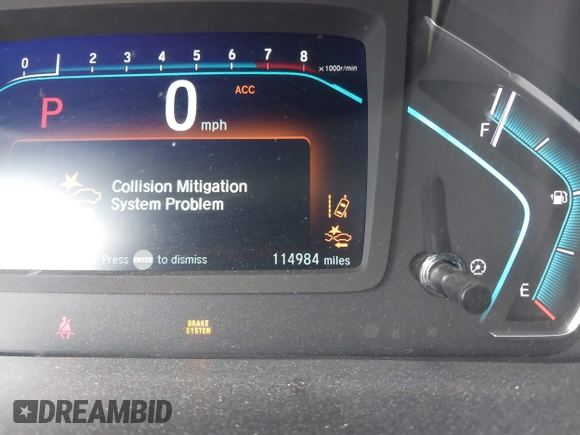 0 2 3 4 5 6 7 8 ×1000r/min
ACC
P 0 mph
F
Collision Mitigation
System Problem
Press ENTER to dismiss
114984 miles
E
BRAKE
SYSTEM
DREAMBID